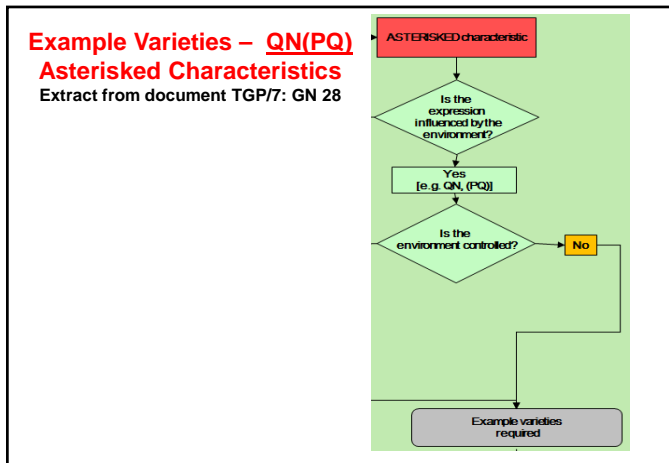 Example Varieties – QN(PQ)
Asterisked Characteristics
Extract from document TGP/7: GN 28
ASTERISKED characteristic
Is the
expression
influenced by the
environment?
Yes
[e.g. QN, (PQ)]
Is the
environment controlled?
No
Example varieties
required